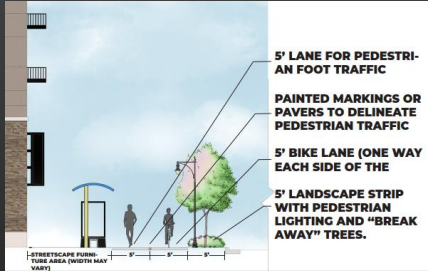 5' LANE FOR PEDESTRI-
AN FOOT TRAFFIC
PAINTED MARKINGS OR
PAVERS TO DELINEATE
PEDESTRIAN TRAFFIC
5' BIKE LANE (ONE WAY
EACH SIDE OF THE
5' LANDSCAPE STRIP
WITH PEDESTRIAN
LIGHTING AND “BREAK
AWAY” TREES.
STREETSCAPE FURNI-
TURE AREA (WIDTH MAY
VARY)
5' 5' 5'